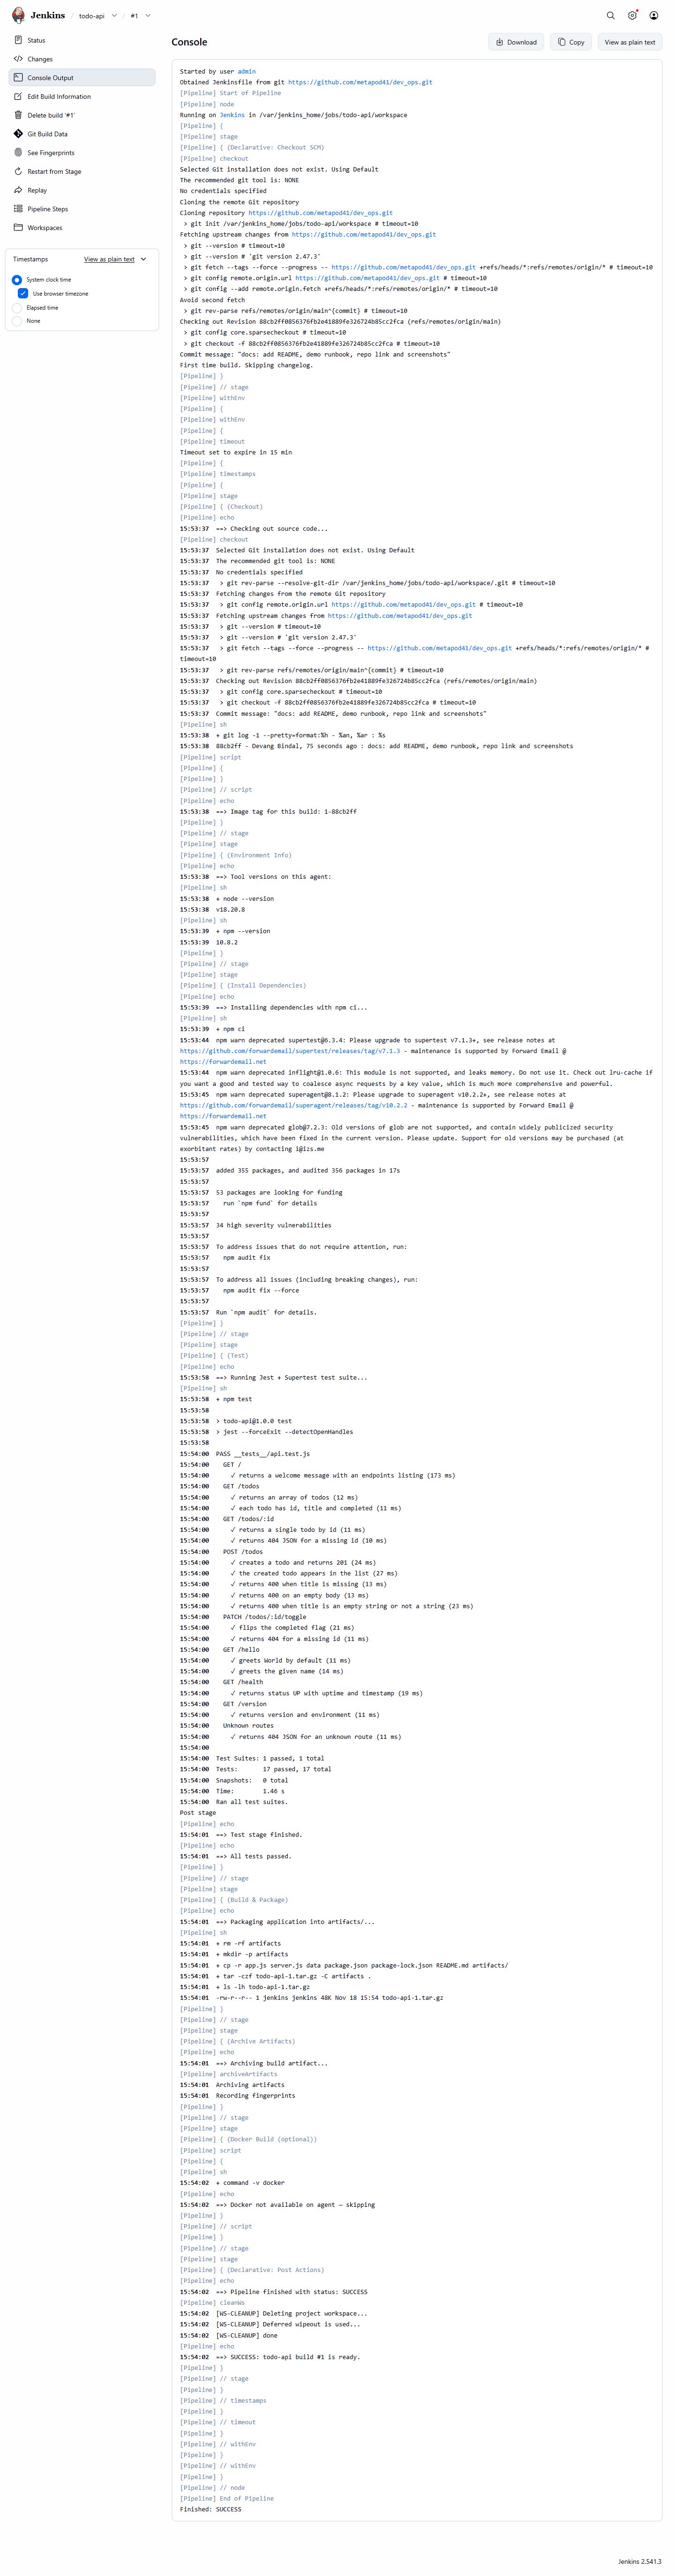 Jenkins / todo-api / #1
Status
Changes
Console Output
Edit Build Information
Delete build '#1'
Git Build Data
See Fingerprints
Restart from Stage
Replay
Pipeline Steps
Workspaces
Timestamps View as plain text
System clock time
Use browser timezone
Elapsed time
None
Console
Download Copy View as plain text
Started by user admin
Obtained Jenkinsfile from git https://github.com/metapod41/dev_ops.git
[Pipeline] Start of Pipeline
[Pipeline] node
Running on Jenkins in /var/jenkins_home/jobs/todo-api/workspace
[Pipeline] {
[Pipeline] stage
[Pipeline] { (Declarative: Checkout SCM)
[Pipeline] checkout
Selected Git installation does not exist. Using Default
The recommended git tool is: NONE
No credentials specified
Cloning the remote Git repository
Cloning repository https://github.com/metapod41/dev_ops.git
> git init /var/jenkins_home/jobs/todo-api/workspace # timeout=10
Fetching upstream changes from https://github.com/metapod41/dev_ops.git
> git --version # timeout=10
> git --version # 'git version 2.47.3'
> git fetch --tags --force --progress -- https://github.com/metapod41/dev_ops.git +refs/heads/*:refs/remotes/origin/* # timeout=10
> git config remote.origin.url https://github.com/metapod41/dev_ops.git # timeout=10
> git config --add remote.origin.fetch +refs/heads/*:refs/remotes/origin/* # timeout=10
Avoid second fetch
> git rev-parse refs/remotes/origin/main^{commit} # timeout=10
Checking out Revision 88cb2ff0856376fb2e41889fe326724b85cc2fca (refs/remotes/origin/main)
> git config core.sparsecheckout # timeout=10
> git checkout -f 88cb2ff0856376fb2e41889fe326724b85cc2fca # timeout=10
Commit message: "docs: add README, demo runbook, repo link and screenshots"
First time build. Skipping changelog.
[Pipeline] }
[Pipeline] // stage
[Pipeline] withEnv
[Pipeline] {
[Pipeline] withEnv
[Pipeline] {
[Pipeline] timeout
Timeout set to expire in 15 min
[Pipeline] {
[Pipeline] timestamps
[Pipeline] {
[Pipeline] stage
[Pipeline] { (Checkout)
[Pipeline] echo
15:53:37 ==> Checking out source code...
[Pipeline] checkout
15:53:37 Selected Git installation does not exist. Using Default
15:53:37 The recommended git tool is: NONE
15:53:37 No credentials specified
15:53:37 > git rev-parse --resolve-git-dir /var/jenkins_home/jobs/todo-api/workspace/.git # timeout=10
15:53:37 Fetching changes from the remote Git repository
15:53:37 > git config remote.origin.url https://github.com/metapod41/dev_ops.git # timeout=10
15:53:37 Fetching upstream changes from https://github.com/metapod41/dev_ops.git
15:53:37 > git --version # timeout=10
15:53:37 > git --version # 'git version 2.47.3'
15:53:37 > git fetch --tags --force --progress -- https://github.com/metapod41/dev_ops.git +refs/heads/*:refs/remotes/origin/* #
timeout=10
15:53:37 > git rev-parse refs/remotes/origin/main^{commit} # timeout=10
15:53:37 Checking out Revision 88cb2ff0856376fb2e41889fe326724b85cc2fca (refs/remotes/origin/main)
15:53:37 > git config core.sparsecheckout # timeout=10
15:53:37 > git checkout -f 88cb2ff0856376fb2e41889fe326724b85cc2fca # timeout=10
15:53:37 Commit message: "docs: add README, demo runbook, repo link and screenshots"
[Pipeline] sh
15:53:38 + git log -1 --pretty=format:%h - %an, %ar : %s
15:53:38 88cb2ff - Devang Bindal, 75 seconds ago : docs: add README, demo runbook, repo link and screenshots
[Pipeline] script
[Pipeline] {
[Pipeline] }
[Pipeline] // script
[Pipeline] echo
15:53:38 ==> Image tag for this build: 1-88cb2ff
[Pipeline] }
[Pipeline] // stage
[Pipeline] stage
[Pipeline] { (Environment Info)
[Pipeline] echo
15:53:38 ==> Tool versions on this agent:
[Pipeline] sh
15:53:38 + node --version
15:53:38 v18.20.8
[Pipeline] sh
15:53:39 + npm --version
15:53:39 10.8.2
[Pipeline] }
[Pipeline] // stage
[Pipeline] stage
[Pipeline] { (Install Dependencies)
[Pipeline] echo
15:53:39 ==> Installing dependencies with npm ci...
[Pipeline] sh
15:53:39 + npm ci
15:53:44 npm warn deprecated supertest@6.3.4: Please upgrade to supertest v7.1.3+, see release notes at
https://github.com/forwardemail/supertest/releases/tag/v7.1.3 - maintenance is supported by Forward Email @
https://forwardemail.net
15:53:44 npm warn deprecated inflight@1.0.6: This module is not supported, and leaks memory. Do not use it. Check out lru-cache if
you want a good and tested way to coalesce async requests by a key value, which is much more comprehensive and powerful.
15:53:45 npm warn deprecated superagent@8.1.2: Please upgrade to superagent v10.2.2+, see release notes at
https://github.com/forwardemail/superagent/releases/tag/v10.2.2 - maintenance is supported by Forward Email @
https://forwardemail.net
15:53:45 npm warn deprecated glob@7.2.3: Old versions of glob are not supported, and contain widely publicized security
vulnerabilities, which have been fixed in the current version. Please update. Support for old versions may be purchased (at
exorbitant rates) by contacting i@izs.me
15:53:57
15:53:57 added 355 packages, and audited 356 packages in 17s
15:53:57
15:53:57 53 packages are looking for funding
15:53:57 run `npm fund` for details
15:53:57
15:53:57 34 high severity vulnerabilities
15:53:57
15:53:57 To address issues that do not require attention, run:
15:53:57 npm audit fix
15:53:57
15:53:57 To address all issues (including breaking changes), run:
15:53:57 npm audit fix --force
15:53:57
15:53:57 Run `npm audit` for details.
[Pipeline] }
[Pipeline] // stage
[Pipeline] stage
[Pipeline] { (Test)
[Pipeline] echo
15:53:58 ==> Running Jest + Supertest test suite...
[Pipeline] sh
15:53:58 + npm test
15:53:58
15:53:58 > todo-api@1.0.0 test
15:53:58 > jest --forceExit --detectOpenHandles
15:53:58
15:54:00 PASS __tests__/api.test.js
15:54:00 GET /
15:54:00 ✓ returns a welcome message with an endpoints listing (173 ms)
15:54:00 GET /todos
15:54:00 ✓ returns an array of todos (12 ms)
15:54:00 ✓ each todo has id, title and completed (11 ms)
15:54:00 GET /todos/:id
15:54:00 ✓ returns a single todo by id (11 ms)
15:54:00 ✓ returns 404 JSON for a missing id (10 ms)
15:54:00 POST /todos
15:54:00 ✓ creates a todo and returns 201 (24 ms)
15:54:00 ✓ the created todo appears in the list (27 ms)
15:54:00 ✓ returns 400 when title is missing (13 ms)
15:54:00 ✓ returns 400 on an empty body (13 ms)
15:54:00 ✓ returns 400 when title is an empty string or not a string (23 ms)
15:54:00 PATCH /todos/:id/toggle
15:54:00 ✓ flips the completed flag (21 ms)
15:54:00 ✓ returns 404 for a missing id (11 ms)
15:54:00 GET /hello
15:54:00 ✓ greets World by default (11 ms)
15:54:00 ✓ greets the given name (14 ms)
15:54:00 GET /health
15:54:00 ✓ returns status UP with uptime and timestamp (19 ms)
15:54:00 GET /version
15:54:00 ✓ returns version and environment (11 ms)
15:54:00 Unknown routes
15:54:00 ✓ returns 404 JSON for an unknown route (11 ms)
15:54:00
15:54:00 Test Suites: 1 passed, 1 total
15:54:00 Tests: 17 passed, 17 total
15:54:00 Snapshots: 0 total
15:54:00 Time: 1.46 s
15:54:00 Ran all test suites.
Post stage
[Pipeline] echo
15:54:01 ==> Test stage finished.
[Pipeline] echo
15:54:01 ==> All tests passed.
[Pipeline] }
[Pipeline] // stage
[Pipeline] stage
[Pipeline] { (Build & Package)
[Pipeline] echo
15:54:01 ==> Packaging application into artifacts/...
[Pipeline] sh
15:54:01 + rm -rf artifacts
15:54:01 + mkdir -p artifacts
15:54:01 + cp -r app.js server.js data package.json package-lock.json README.md artifacts/
15:54:01 + tar -czf todo-api-1.tar.gz -C artifacts .
15:54:01 + ls -lh todo-api-1.tar.gz
15:54:01 -rw-r--r-- 1 jenkins jenkins 48K Nov 18 15:54 todo-api-1.tar.gz
[Pipeline] }
[Pipeline] // stage
[Pipeline] stage
[Pipeline] { (Archive Artifacts)
[Pipeline] echo
15:54:01 ==> Archiving build artifact...
[Pipeline] archiveArtifacts
15:54:01 Archiving artifacts
15:54:01 Recording fingerprints
[Pipeline] }
[Pipeline] // stage
[Pipeline] stage
[Pipeline] { (Docker Build (optional))
[Pipeline] script
[Pipeline] {
[Pipeline] sh
15:54:02 + command -v docker
[Pipeline] echo
15:54:02 ==> Docker not available on agent — skipping
[Pipeline] }
[Pipeline] // script
[Pipeline] }
[Pipeline] // stage
[Pipeline] stage
[Pipeline] { (Declarative: Post Actions)
[Pipeline] echo
15:54:02 ==> Pipeline finished with status: SUCCESS
[Pipeline] cleanWs
15:54:02 [WS-CLEANUP] Deleting project workspace...
15:54:02 [WS-CLEANUP] Deferred wipeout is used...
15:54:02 [WS-CLEANUP] done
[Pipeline] echo
15:54:02 ==> SUCCESS: todo-api build #1 is ready.
[Pipeline] }
[Pipeline] // stage
[Pipeline] }
[Pipeline] // timestamps
[Pipeline] }
[Pipeline] // timeout
[Pipeline] }
[Pipeline] // withEnv
[Pipeline] }
[Pipeline] // withEnv
[Pipeline] }
[Pipeline] // node
[Pipeline] End of Pipeline
Finished: SUCCESS
Jenkins 2.541.3